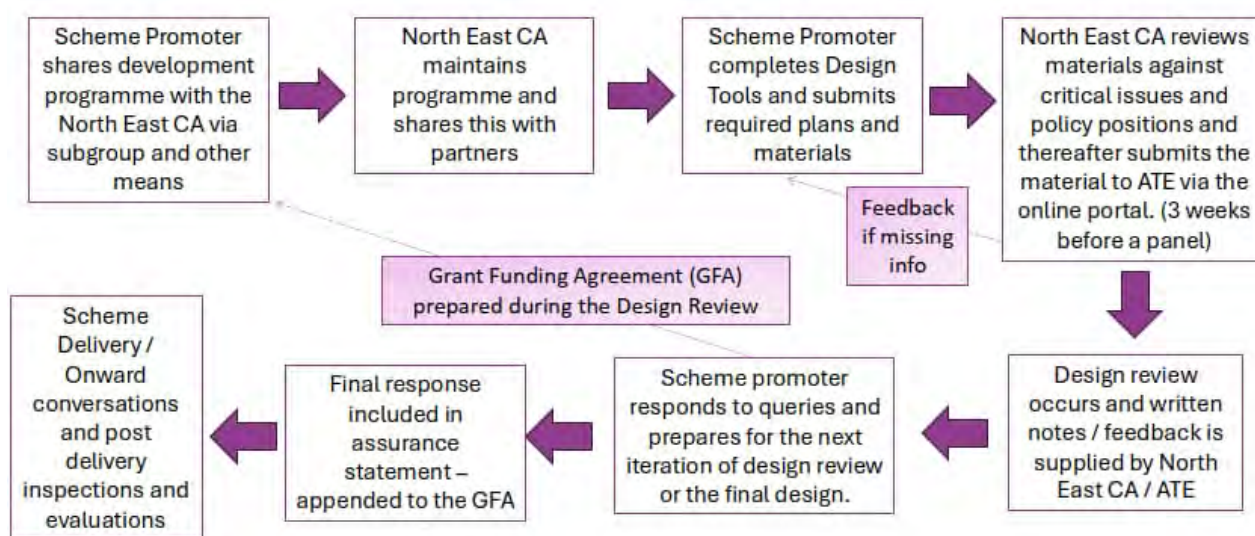 Scheme Promoter
shares development
programme with the
North East CA via
subgroup and other
means
North East CA
maintains
programme and
shares this with
partners
Scheme Promoter
completes Design
Tools and submits
required plans and
materials
North East CA reviews
materials against
critical issues and
policy positions and
thereafter submits the
material to ATE via the
online portal. (3 weeks
before a panel)
Feedback
if missing
info
Grant Funding Agreement (GFA)
prepared during the Design Review
Design review
occurs and written
notes / feedback is
supplied by North
East CA / ATE
Scheme promoter
responds to queries and
prepares for the next
iteration of design review
or the final design.
Final response
included in
assurance
statement –
appended to the GFA
Scheme
Delivery /
Onward
conversations
and post
delivery
inspections and
evaluations